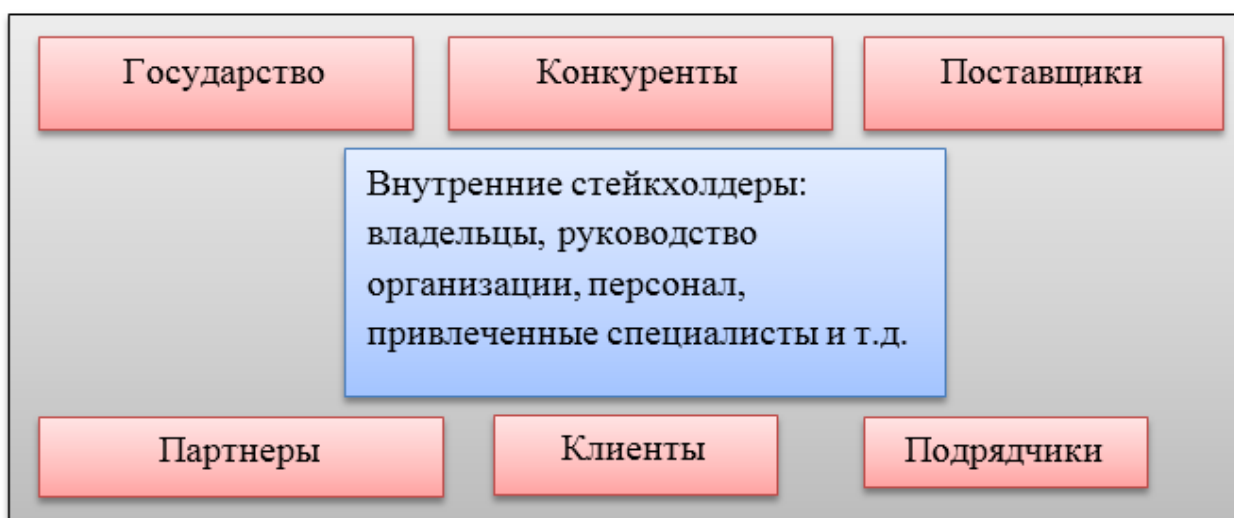 Государство
Конкуренты
Поставщики
Внутренние стейкхолдеры:
владельцы, руководство
организации, персонал,
привлеченные специалисты и т.д.
Партнеры
Клиенты
Подрядчики